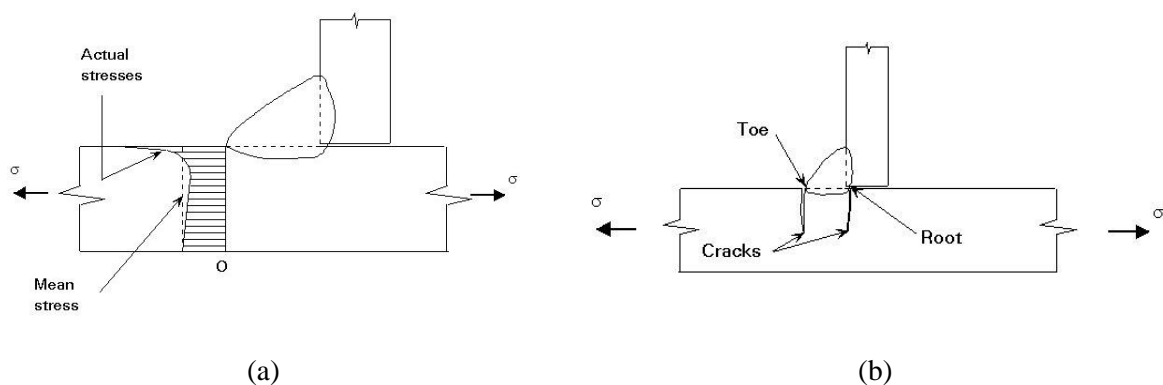 Actual
stresses
σ
σ
O
Mean
stress
(a)
Toe
σ
σ
Cracks
Root
(b)